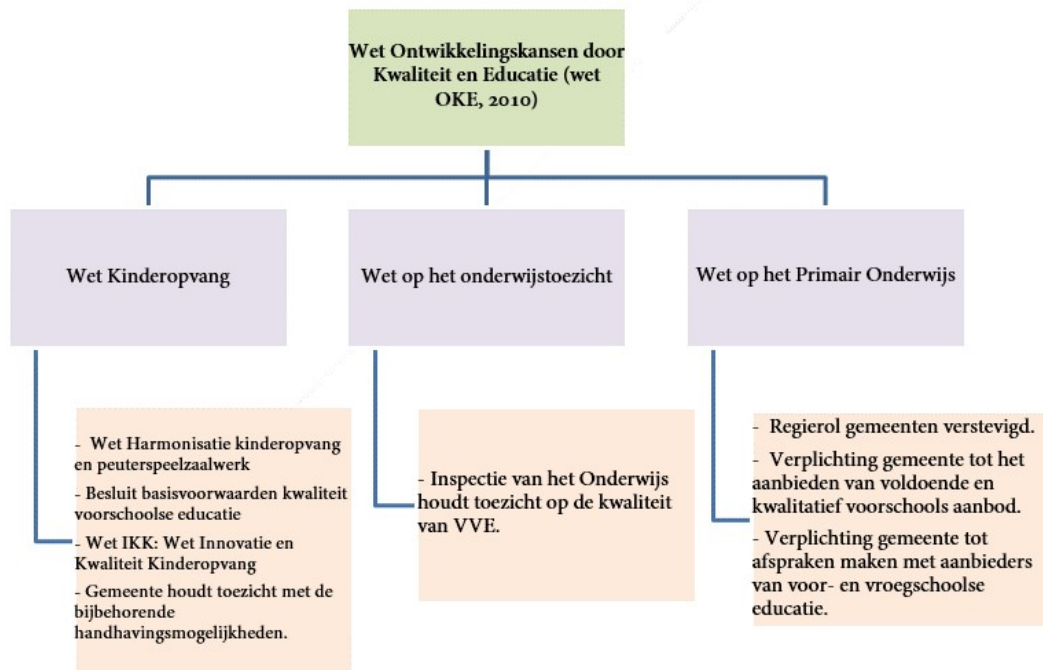 Wet Ontwikkelingskansen door
Kwaliteit en Educatie (wet
OKE, 2010)
Wet Kinderopvang
Wet op het onderwijstoezicht
Wet op het Primair Onderwijs
- Wet Harmonisatie kinderopvang
en peuterspeelzaalwerk
- Besluit basisvoorwaarden kwaliteit
voorschoolse educatie
- Wet IKK: Wet Innovatie en
Kwaliteit Kinderopvang
- Gemeente houdt toezicht met de
bijbehorende
handhavingsmogelijkheden.
- Inspectie van het Onderwijs
houdt toezicht op de kwaliteit
van VVE.
- Regierol gemeenten verstevigd.
- Verplichting gemeente tot het
aanbieden van voldoende en
kwalitatief voorschools aanbod.
- Verplichting gemeente tot
afspraken maken met aanbieders
van voor- en vroegschoolse
educatie.